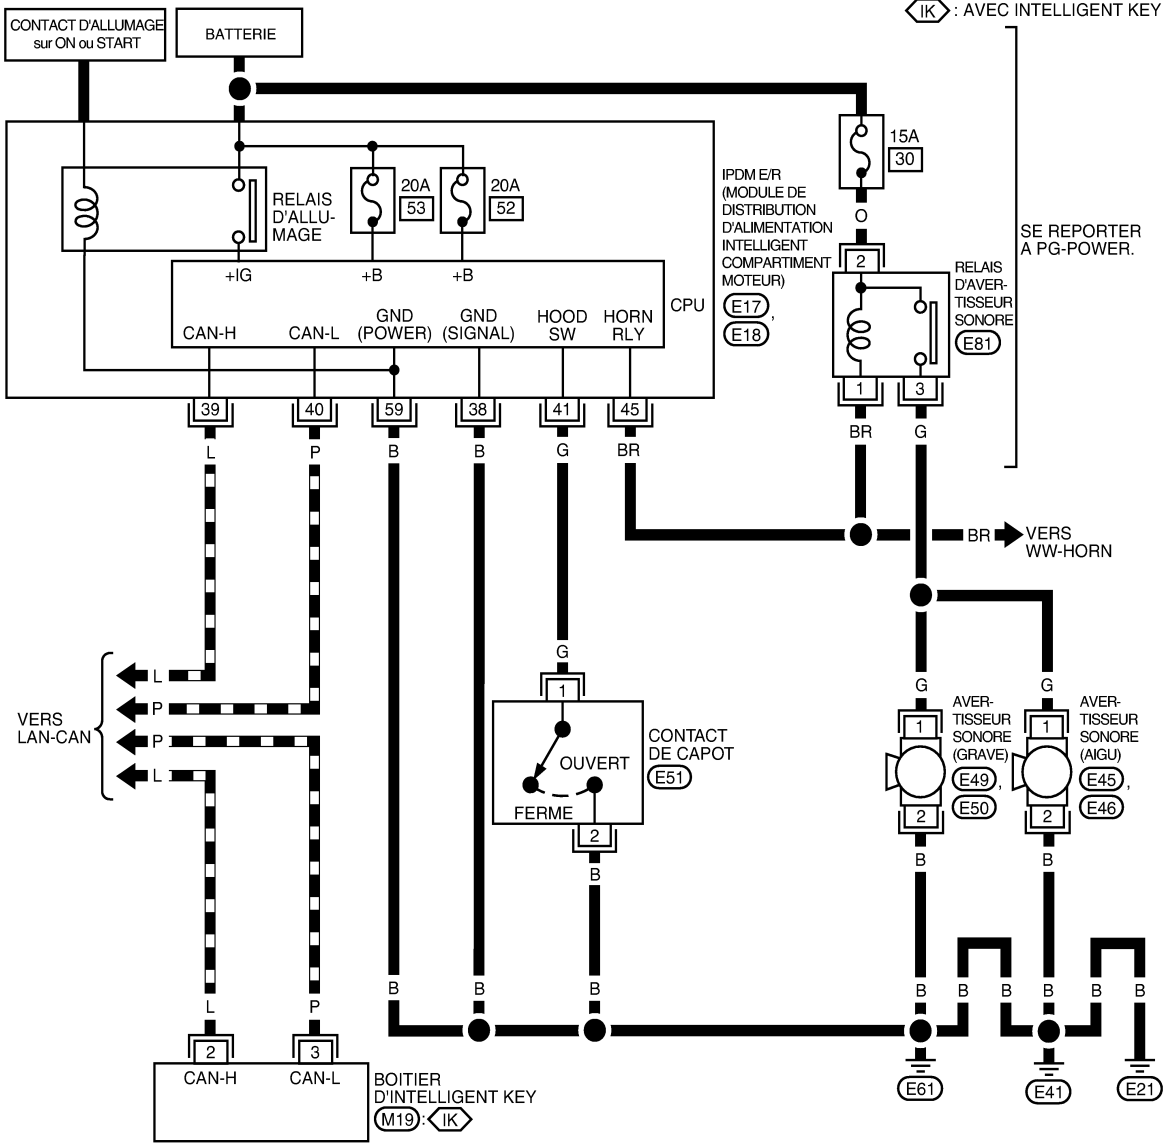 IK : AVEC INTELLIGENT KEY
CONTACT D'ALLUMAGE
sur ON ou START
BATTERIE
15A
30
O
2
RELAIS
D'ALLU-
MAGE
20A
53
20A
52
IPDM E/R
(MODULE DE
DISTRIBUTION
D'ALIMENTATION
INTELLIGENT
COMPARTIMENT
MOTEUR)
E17 ,
E18
SE REPORTER
A PG-POWER.
RELAIS
D'AVER-
TISSEUR
SONORE
E81
+IG
+B
+B
CPU
CAN-H
CAN-L
GND
(POWER)
GND
(SIGNAL)
HOOD
SW
HORN
RLY
1
3
39
40
59
38
41
45
BR
G
L
P
B
B
G
BR
BR
VERS
WW-HORN
G
L
P
P
L
VERS
LAN-CAN
1
OUVERT
FERME
2
CONTACT
DE CAPOT
E51
G
G
1
1
AVER-
TISSEUR
SONORE
(GRAVE)
E49 ,
E50
AVER-
TISSEUR
SONORE
(AIGU)
E45 ,
E46
2
2
B
B
B
L
P
B
B
B
B
B
B
B
B
B
2
3
CAN-H
CAN-L
BOITIER
D'INTELLIGENT KEY
M19 : IK
E61
E41
E21